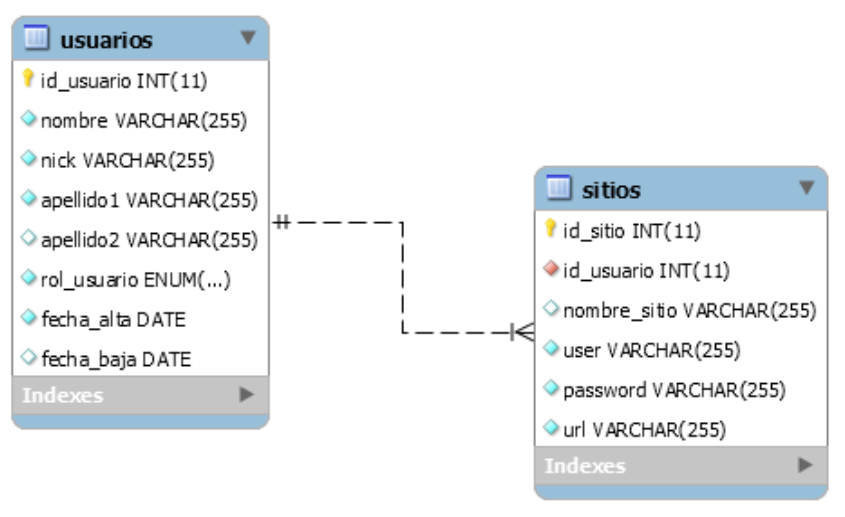 usuarios
id_usuario INT(11)
nombre VARCHAR(255)
nick VARCHAR(255)
apellido1 VARCHAR(255)
apellido2 VARCHAR(255)
rol_usuario ENUM(...)
fecha_alta DATE
fecha_baja DATE
Indexes
sitios
id_sitio INT(11)
id_usuario INT(11)
nombre_sitio VARCHAR(255)
user VARCHAR(255)
password VARCHAR(255)
url VARCHAR(255)
Indexes